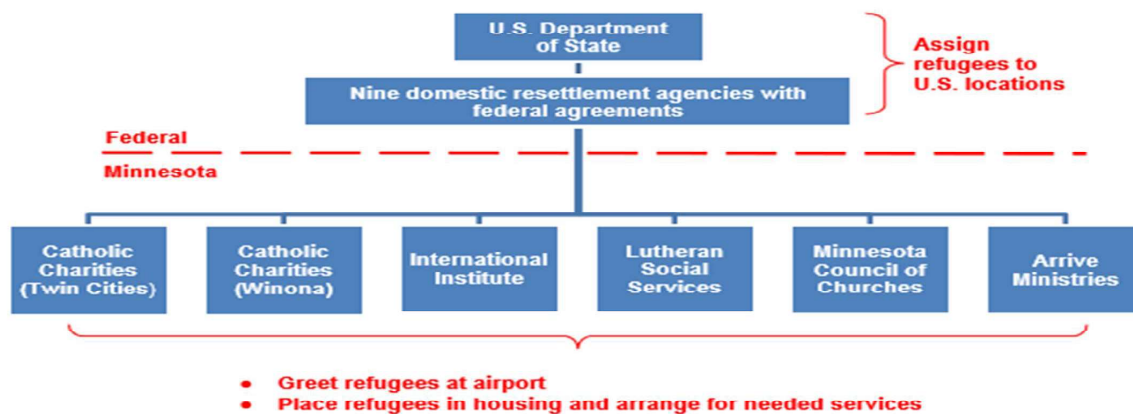 U.S. Department
of State
Assign
refugees to
U.S. locations
Nine domestic resettlement agencies with
federal agreements
Federal
Minnesota
Catholic
Charities
(Twin Cities)
Catholic
Charities
(Winona)
International
Institute
Lutheran
Social
Services
Minnesota
Council of
Churches
Arrive
Ministries
• Greet refugees at airport
• Place refugees in housing and arrange for needed services